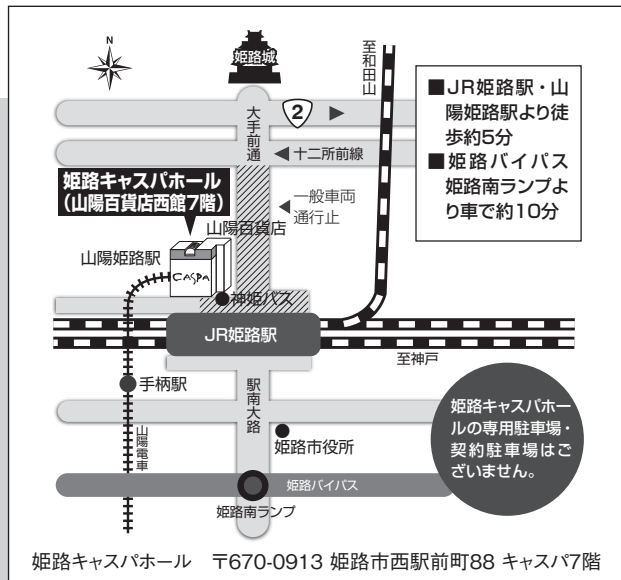 N
姫路城
至和田山
■JR姫路駅・山
陽姫路駅より徒
歩約5分
■姫路バイパス
姫路南ランプよ
り車で約10分
2
大手前通
十二所前線
姫路キャスパホール
(山陽百貨店西館7階)
一般車両
通行止
山陽百貨店
山陽姫路駅
CASPA
神姫バス
JR姫路駅
至神戸
手柄駅
駅南大路
山陽電車
姫路市役所
姫路キャスパホー
ルの専用駐車場・
契約駐車場はご
ざいません。
姫路バイパス
姫路南ランプ
姫路キャスパホール 〒670-0913 姫路市西駅前町88 キャスパ7階